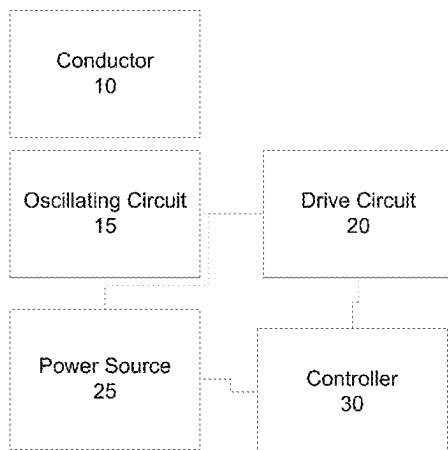 Conductor
10
Oscillating Circuit
15
Drive Circuit
20
Power Source
25
Controller
30